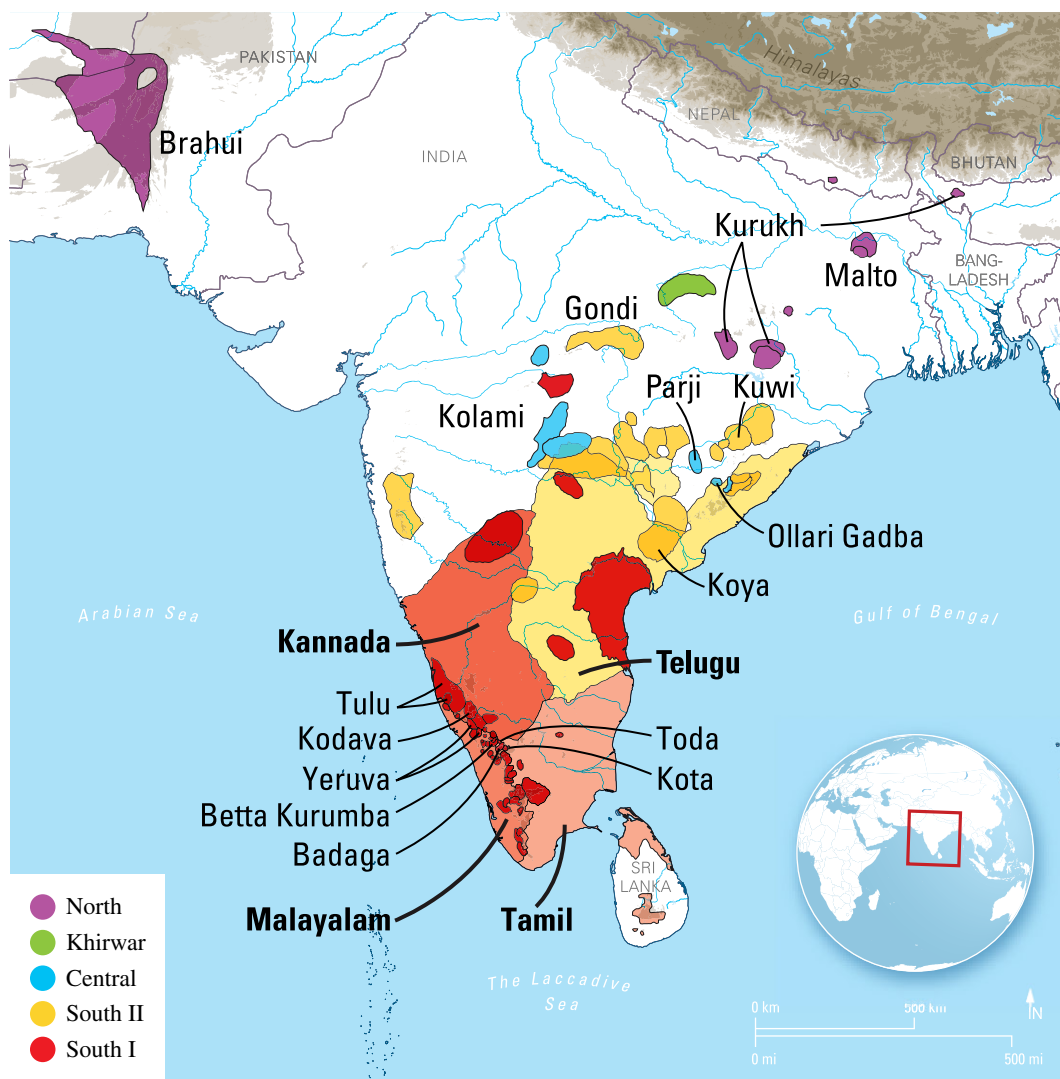 PAKISTAN
Himalayas
NEPAL
Brahui
INDIA
BHUTAN
Kurukh
Malto
BANG-
LADESH
Gondi
Parji
Kuwi
Kolami
Ollari Gadba
Koya
Arabian Sea
Gulf of Bengal
Kannada
Telugu
Tulu
Kodava
Toda
Yeruva
Kota
Betta Kurumba
Badaga
SRI
LANKA
Malayalam
Tamil
North
Khirwar
Central
South II
South I
The Laccadive
Sea
0 km
500 km
N
0 mi
500 mi